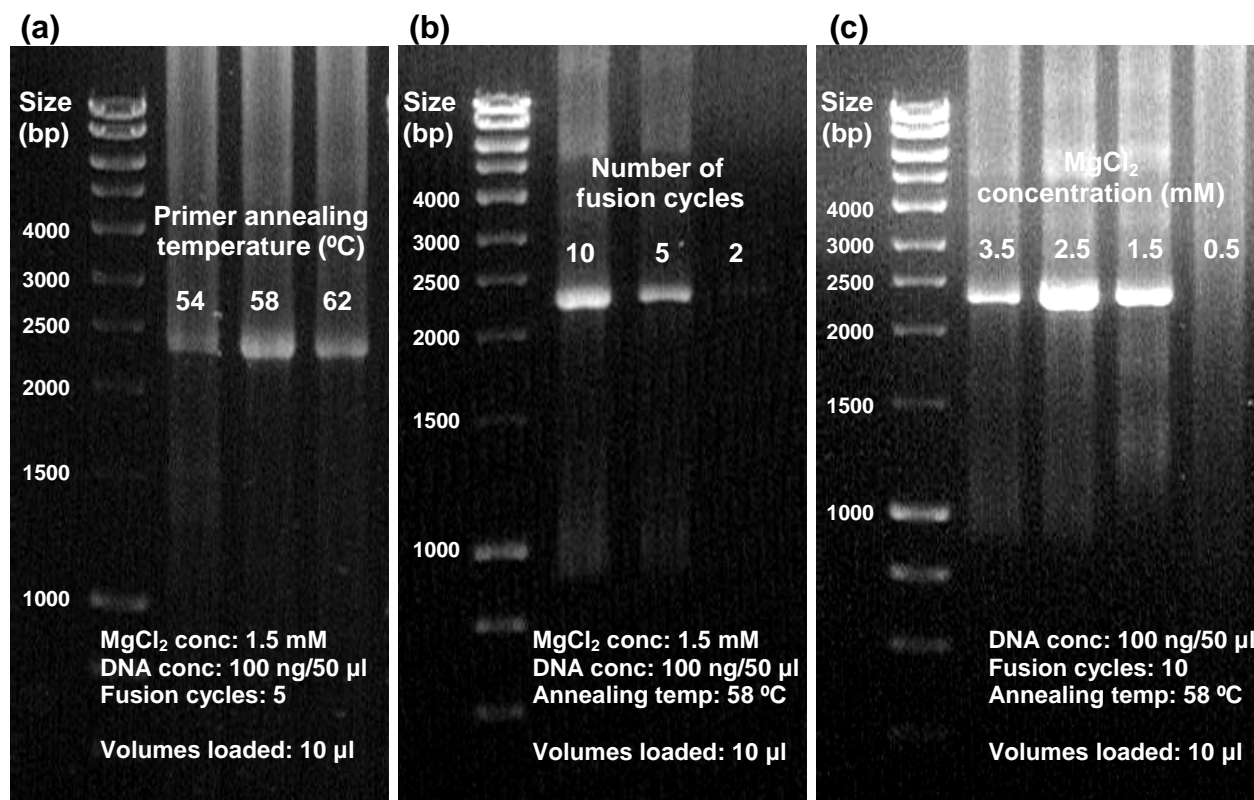 (a)
Size
(bp)
Primer annealing
temperature (ºC)
54 58 62
4000
3000
2500
2000
1500
1000
MgCl₂ conc: 1.5 mM
DNA conc: 100 ng/50 µl
Fusion cycles: 5
Volumes loaded: 10 µl
(b)
Size
(bp)
Number of
fusion cycles
10 5 2
4000
3000
2500
2000
1500
1000
MgCl₂ conc: 1.5 mM
DNA conc: 100 ng/50 µl
Annealing temp: 58 ºC
Volumes loaded: 10 µl
(c)
Size
(bp)
MgCl₂
concentration (mM)
3.5 2.5 1.5 0.5
4000
3000
2500
2000
1500
1000
DNA conc: 100 ng/50 µl
Fusion cycles: 10
Annealing temp: 58 ºC
Volumes loaded: 10 µl